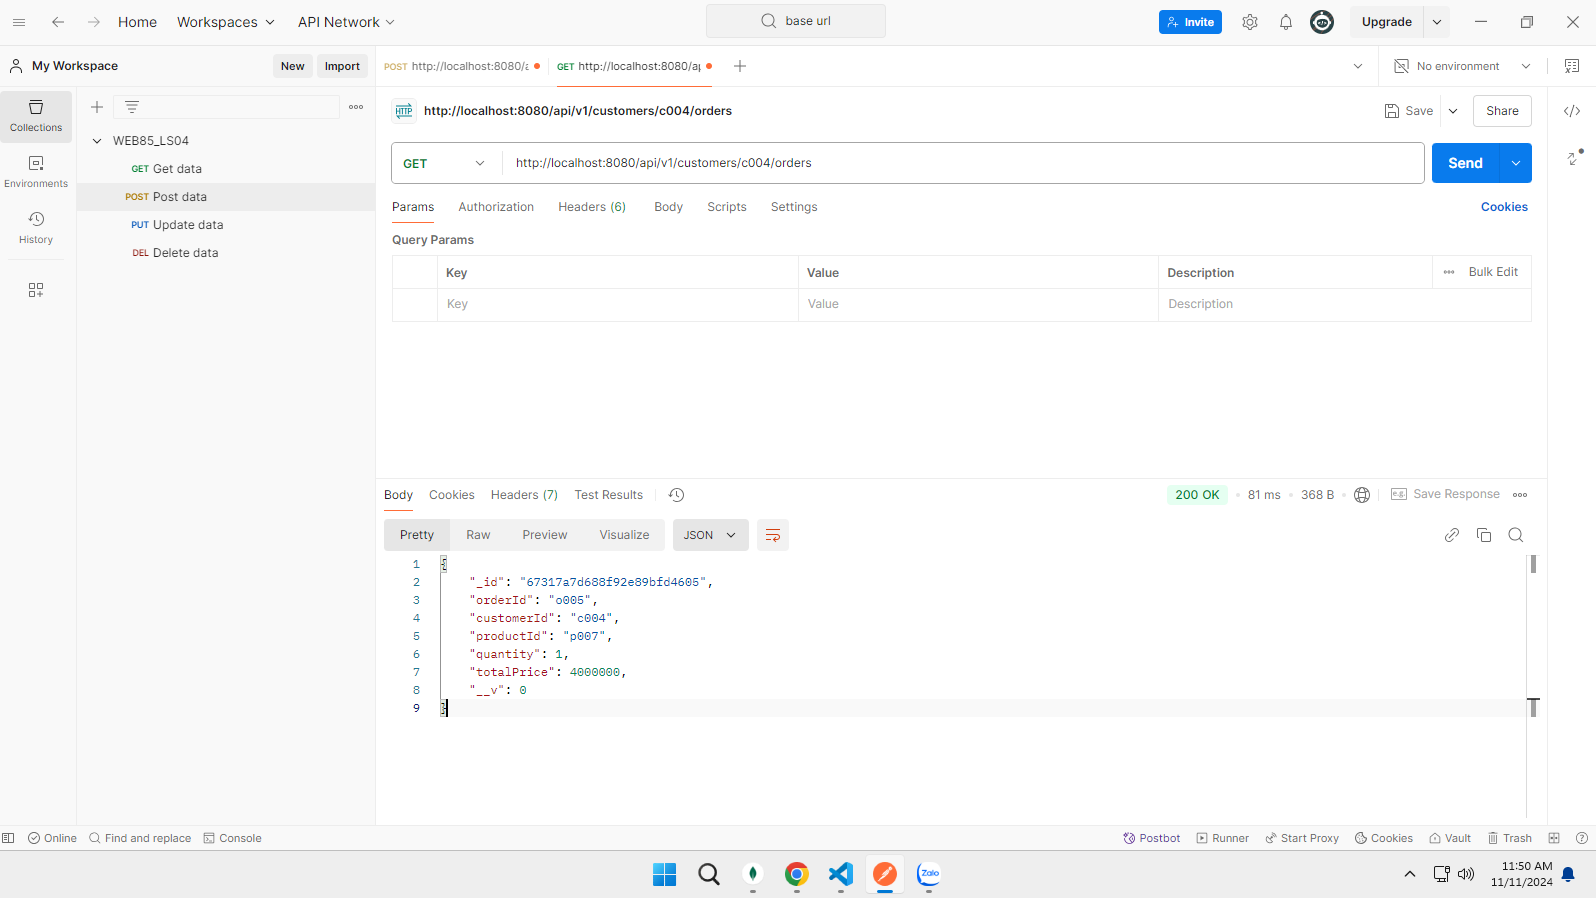 Home Workspaces API Network base url Invite Upgrade
My Workspace New Import POST http://localhost:8080/a GET http://localhost:8080/ap No environment
Collections
Environments
History
WEB85_LS04
GET Get data
POST Post data
PUT Update data
DEL Delete data
HTTP http://localhost:8080/api/v1/customers/c004/orders Save Share
GET http://localhost:8080/api/v1/customers/c004/orders Send
Params Authorization Headers (6) Body Scripts Settings Cookies
Query Params
Key Value Description Bulk Edit
Key Value Description
Body Cookies Headers (7) Test Results 200 OK 81 ms 368 B e.g. Save Response
Pretty Raw Preview Visualize JSON
1 {
2 "_id": "67317a7d688f92e89bfd4605",
3 "orderId": "o005",
4 "customerId": "c004",
5 "productId": "p007",
6 "quantity": 1,
7 "totalPrice": 4000000,
8 "__v": 0
9 }
Online Find and replace Console Postbot Runner Start Proxy Cookies Vault Trash
Zalo
11:50 AM
11/11/2024